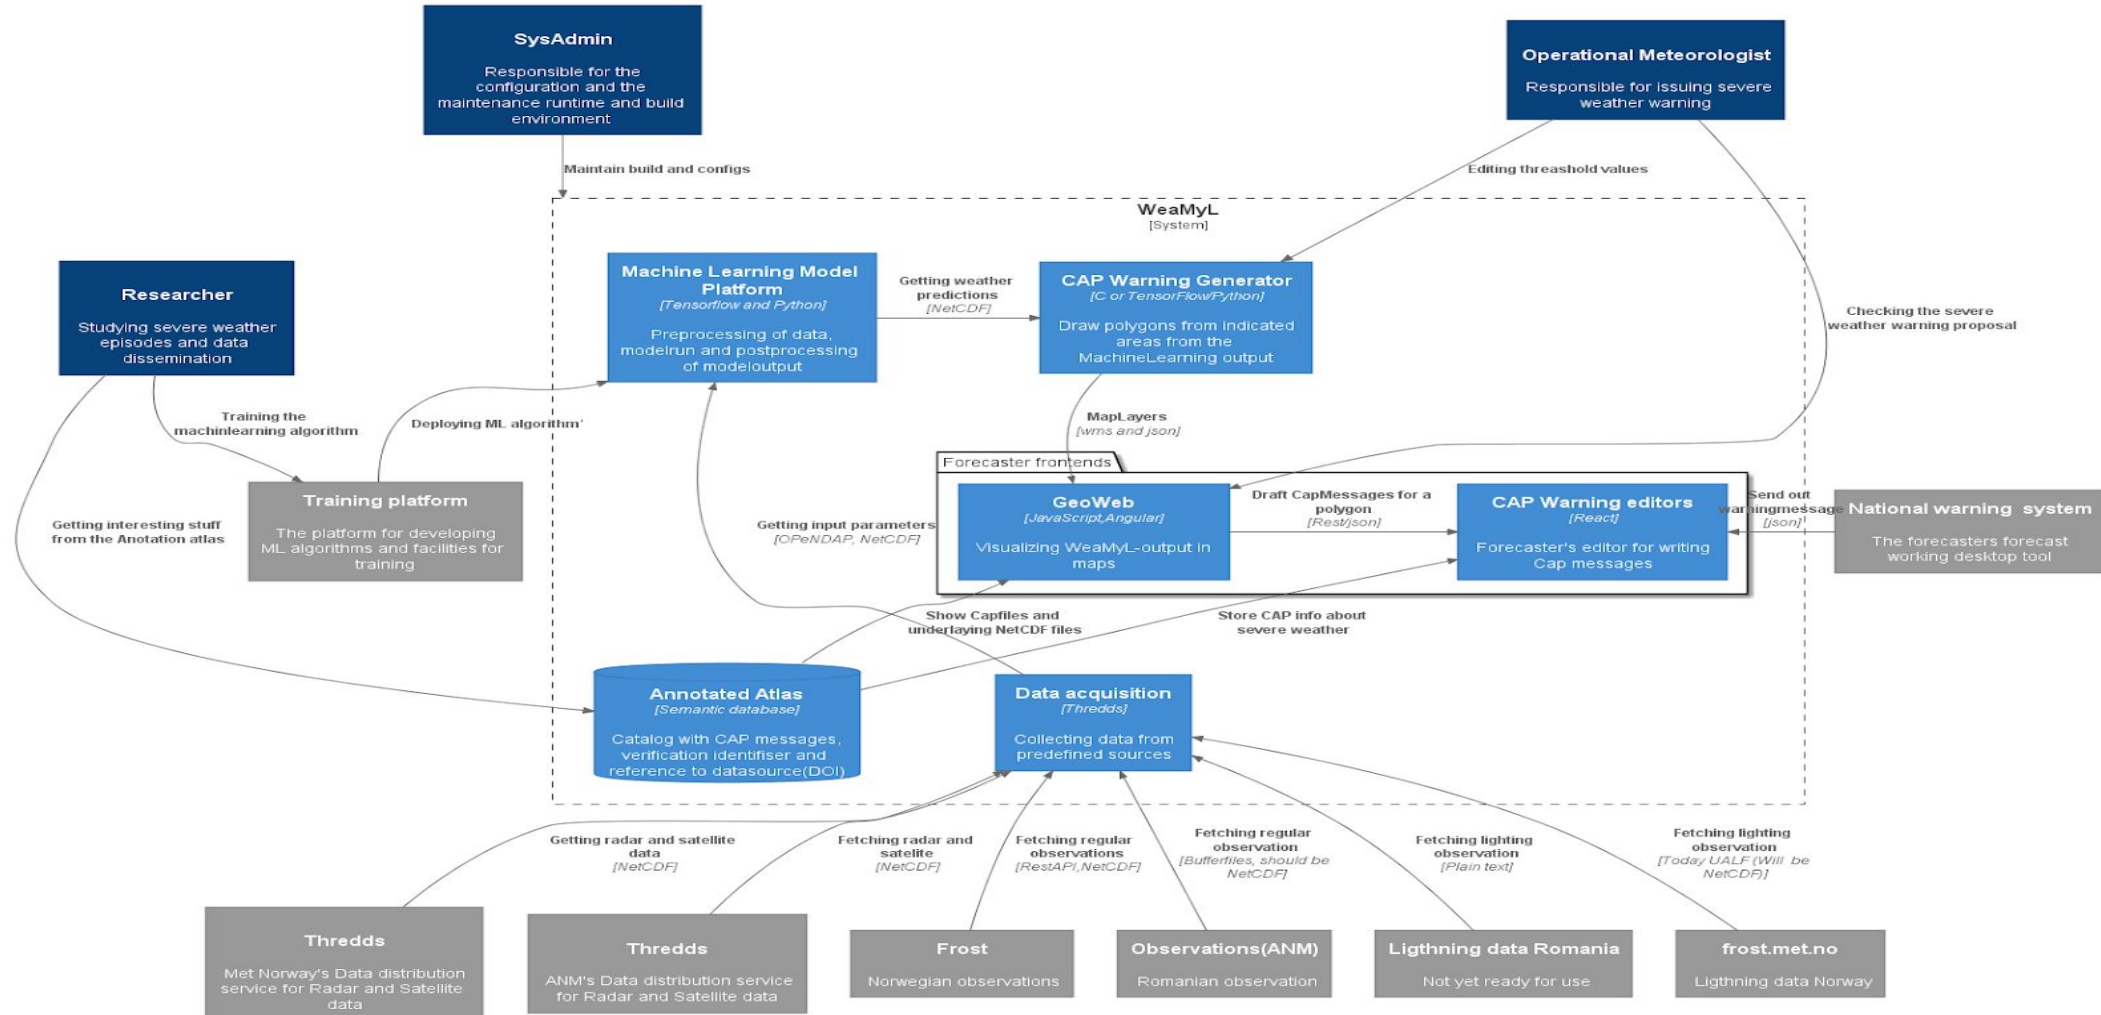 SysAdmin
Responsible for the
configuration and the
maintenance runtime and build
environment
Operational Meteorologist
Responsible for issuing severe
weather warning
Maintain build and configs
Editing threashold values
WeaMyL
[System]
Researcher
Studying severe weather
episodes and data
dissemination
Machine Learning Model
Platform
[Tensorflow and Python]
Preprocessing of data,
modelrun and postprocessing
of modeloutput
Getting weather
predictions
[NetCDF]
CAP Warning Generator
[C or TensorFlow/Python]
Draw polygons from indicated
areas from the
MachineLearning output
Checking the severe
weather warning proposal
Training the
machinlearning algorithm
Deploying ML algorithm'
MapLayers
[wms and json]
Forecaster frontends
Training platform
The platform for developing
ML algorithms and facilities for
training
Getting interesting stuff
from the Anotation atlas
Getting input parameters
[OPeNDAP, NetCDF]
GeoWeb
[JavaScript,Angular]
Visualizing WeaMyL-output in
maps
Draft CapMessages for a
polygon
[Rest/json]
CAP Warning editors
[React]
Forecaster's editor for writing
Cap messages
Send out
warningmessage
[json]
National warning system
The forecasters forecast
working desktop tool
Show Capfiles and
underlaying NetCDF files
Store CAP info about
severe weather
Annotated Atlas
[Semantic database]
Catalog with CAP messages,
verification identifiser and
reference to datasource(DOI)
Data acquisition
[Thredds]
Collecting data from
predefined sources
Getting radar and satellite
data
[NetCDF]
Fetching radar and
satelite
[NetCDF]
Fetching regular
observations
[RestAPI,NetCDF]
Fetching regular
observation
[Bufferfiles, should be
NetCDF]
Fetching lighting
observation
[Plain text]
Fetching lighting
observation
[Today UALF (Will be
NetCDF)]
Thredds
Met Norway's Data distribution
service for Radar and Satellite
data
Thredds
ANM's Data distribution service
for Radar and Satellite data
Frost
Norwegian observations
Observations(ANM)
Romanian observation
Ligthning data Romania
Not yet ready for use
frost.met.no
Ligthning data Norway